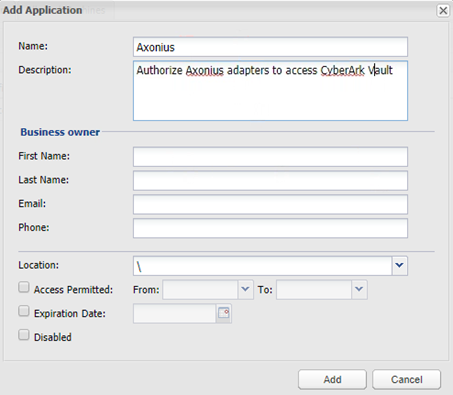 Add Application
Name: Axonius
Description: Authorize Axonius adapters to access CyberArk Vault
Business owner
First Name:
Last Name:
Email:
Phone:
Location: \
Access Permitted: From: To:
Expiration Date:
Disabled
Add Cancel